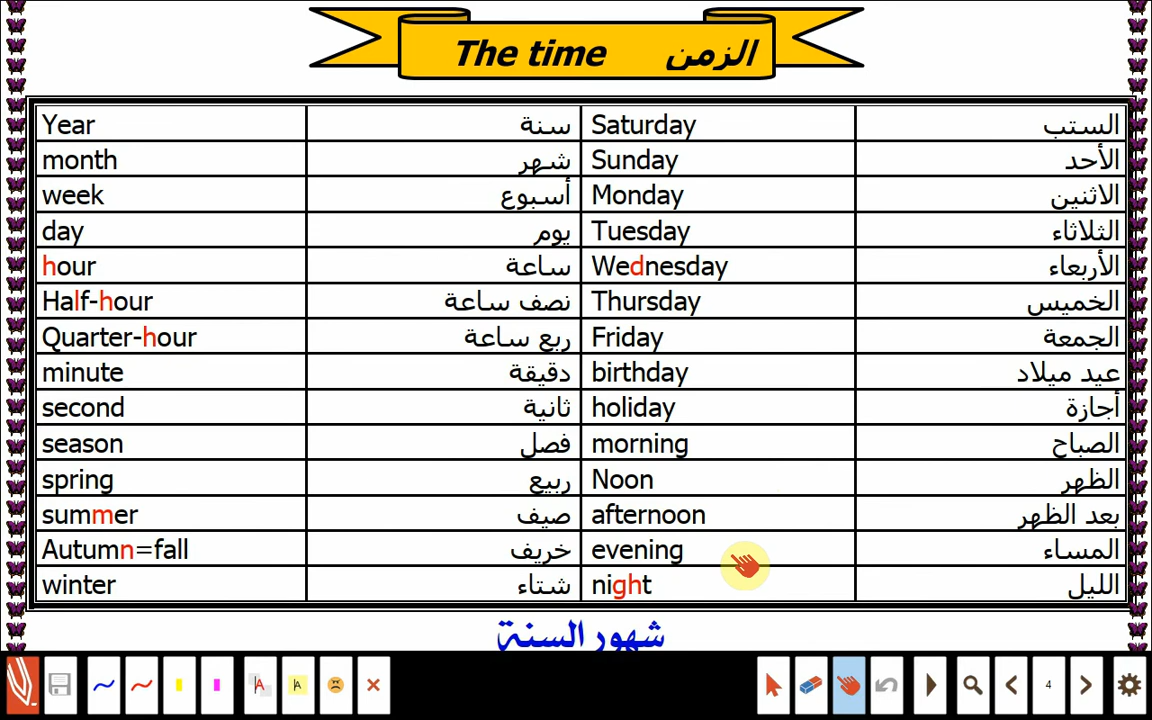 The time الزمن
Year سنة Saturday الستب
month شهر Sunday الأحد
week أسبوع Monday الاثنين
day يوم Tuesday الثلاثاء
hour ساعة Wednesday الأربعاء
Half-hour نصف ساعة Thursday الخميس
Quarter-hour ربع ساعة Friday الجمعة
minute دقيقة birthday عيد ميلاد
second ثانية holiday أجازة
season فصل morning الصباح
spring ربيع Noon الظهر
summer صيف afternoon بعد الظهر
Autumn=fall خريف evening المساء
winter شتاء night الليل
شهور السنة
A A 4